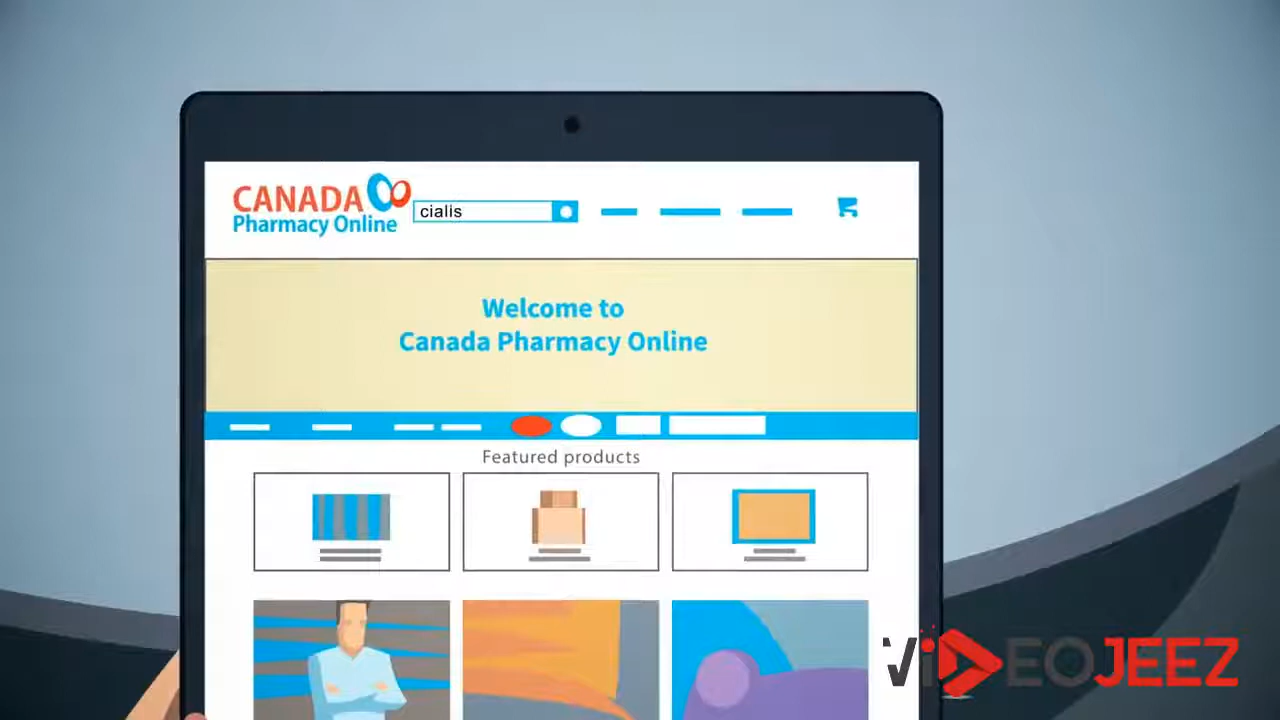 CANADA
Pharmacy Online
cialis
Welcome to
Canada Pharmacy Online
Featured products
VIDEOJEEZ